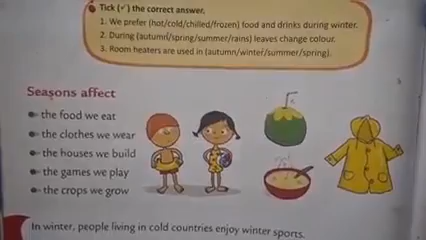 Tick (✓) the correct answer.
1. We prefer (hot/cold/chilled/frozen) food and drinks during winter.
2. During (autumn/spring/summer/rains) leaves change colour.
3. Room heaters are used in (autumn/winter/summer/spring).
Seasons affect
the food we eat
the clothes we wear
the houses we build
the games we play
the crops we grow
In winter, people living in cold countries enjoy winter sports.